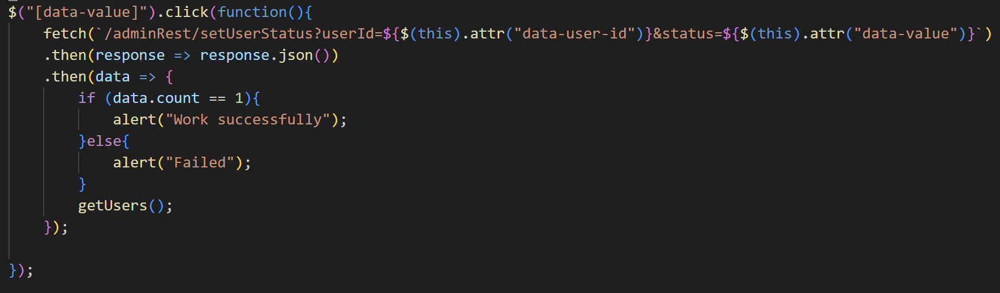 $("[data-value]").click(function(){
    fetch(`/adminRest/setUserStatus?userId=${$(this).attr("data-user-id")}&status=${$(this).attr("data-value")}`)
    .then(response => response.json())
    .then(data => {
        if (data.count == 1){
            alert("Work successfully");
        }else{
            alert("Failed");
        }
        getUsers();
    });
});